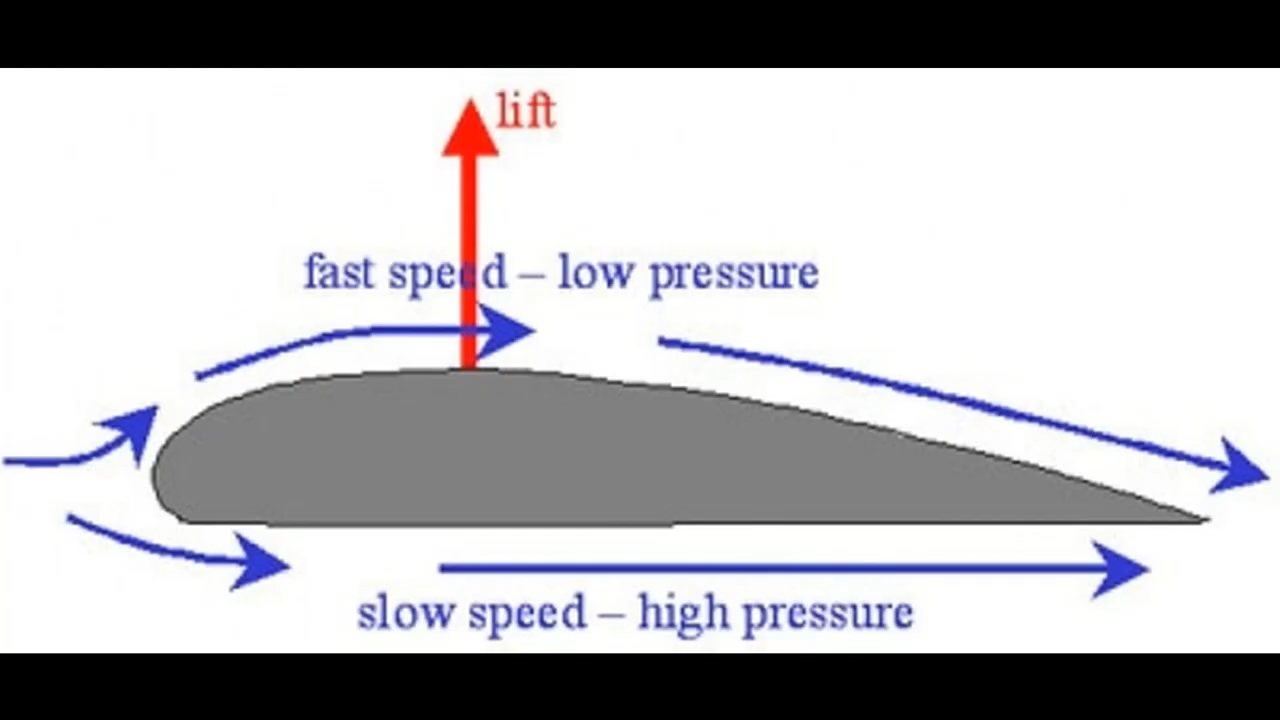 lift
fast speed – low pressure
slow speed – high pressure